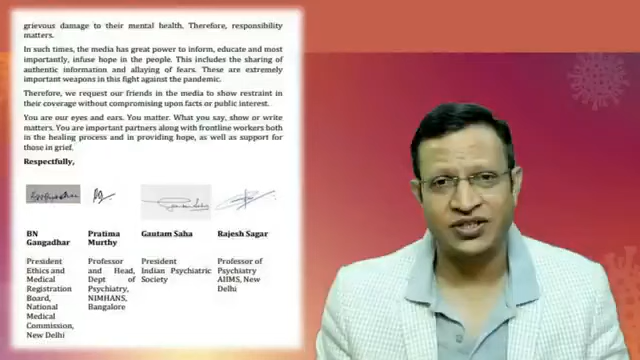 grievous damage to their mental health, Therefore, responsibility
matters.
In such times, the media has great power to inform, educate and most
importantly, infuse hope in the people. This includes the sharing of
authentic information and allaying of fears. These are extremely
important weapons in this fight against the pandemic.
Therefore, we request our friends in the media to show restraint in
their coverage without compromising upon facts or public interest.
You are our eyes and ears. You matter. What you say, show or write
matters. You are important partners along with frontline workers both
in the healing process and in providing hope, as well as support for
those in grief.
Respectfully,
BN
Gangadhar
President
Ethics and
Medical
Registration
Board,
National
Medical
Commission,
New Delhi
Pratima
Murthy
Professor
and Head,
Dept of
Psychiatry,
NIMHANS,
Bangalore
Gautam Saha
President
Indian Psychiatric
Society
Rajesh Sagar
Professor of
Psychiatry
AIIMS, New
Delhi